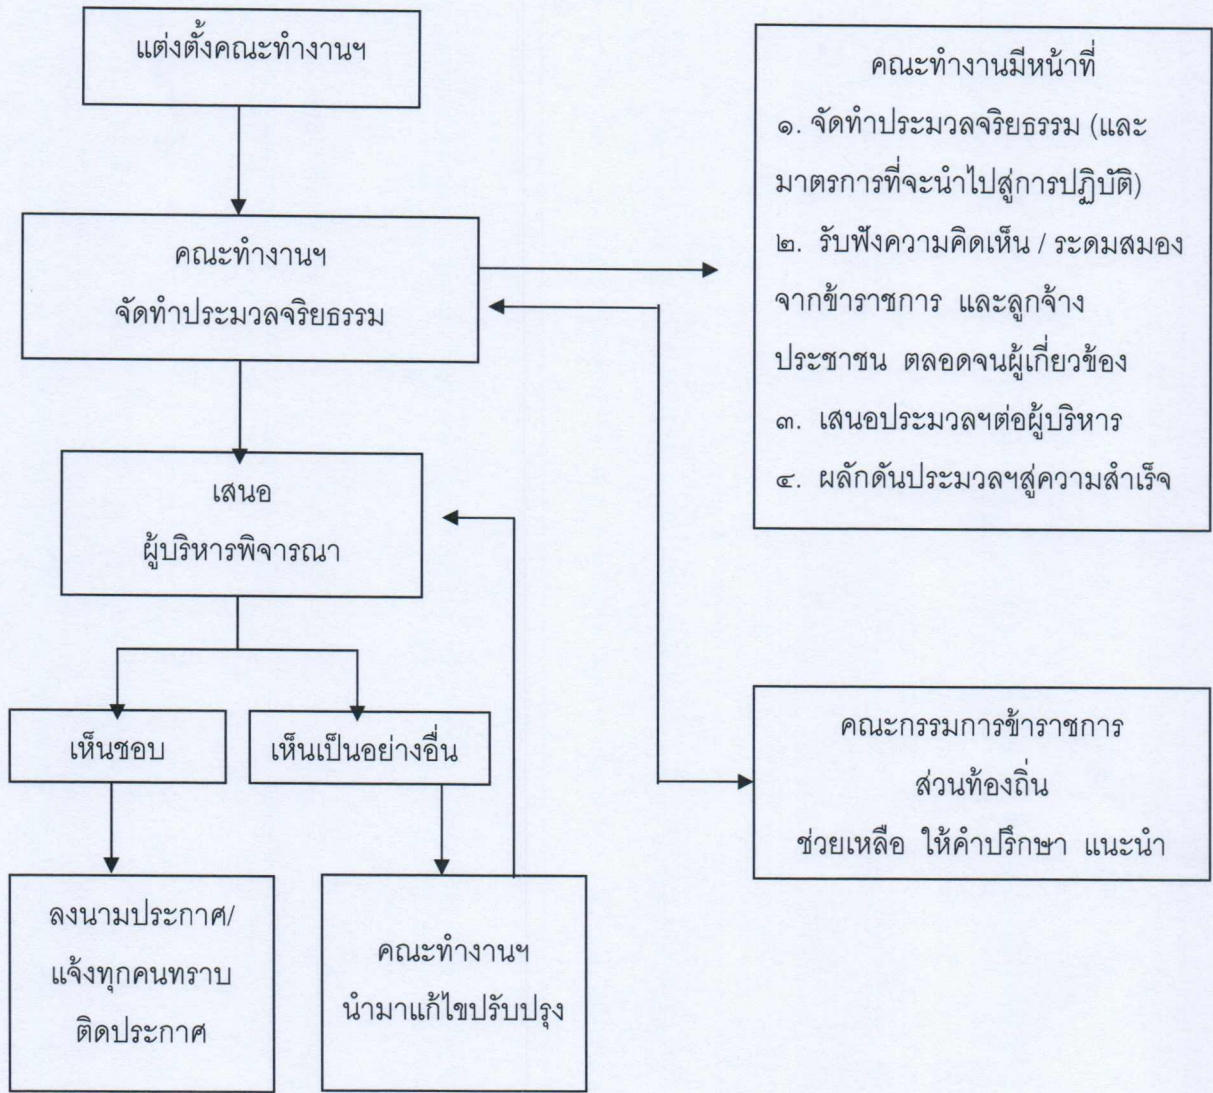 แต่งตั้งคณะทำงานฯ
คณะทำงานฯ
จัดทำประมวลจริยธรรม
คณะทำงานมีหน้าที่
๑. จัดทำประมวลจริยธรรม (และ
มาตรการที่จะนำไปสู่การปฏิบัติ)
๒. รับฟังความคิดเห็น / ระดมสมอง
จากข้าราชการ และลูกจ้าง
ประชาชน ตลอดจนผู้เกี่ยวข้อง
๓. เสนอประมวลฯต่อผู้บริหาร
๔. ผลักดันประมวลฯสู่ความสำเร็จ
เสนอ
ผู้บริหารพิจารณา
เห็นชอบ
เห็นเป็นอย่างอื่น
คณะกรรมการข้าราชการ
ส่วนท้องถิ่น
ช่วยเหลือ ให้คำปรึกษา แนะนำ
ลงนามประกาศ/
แจ้งทุกคนทราบ
ติดประกาศ
คณะทำงานฯ
นำมาแก้ไขปรับปรุง